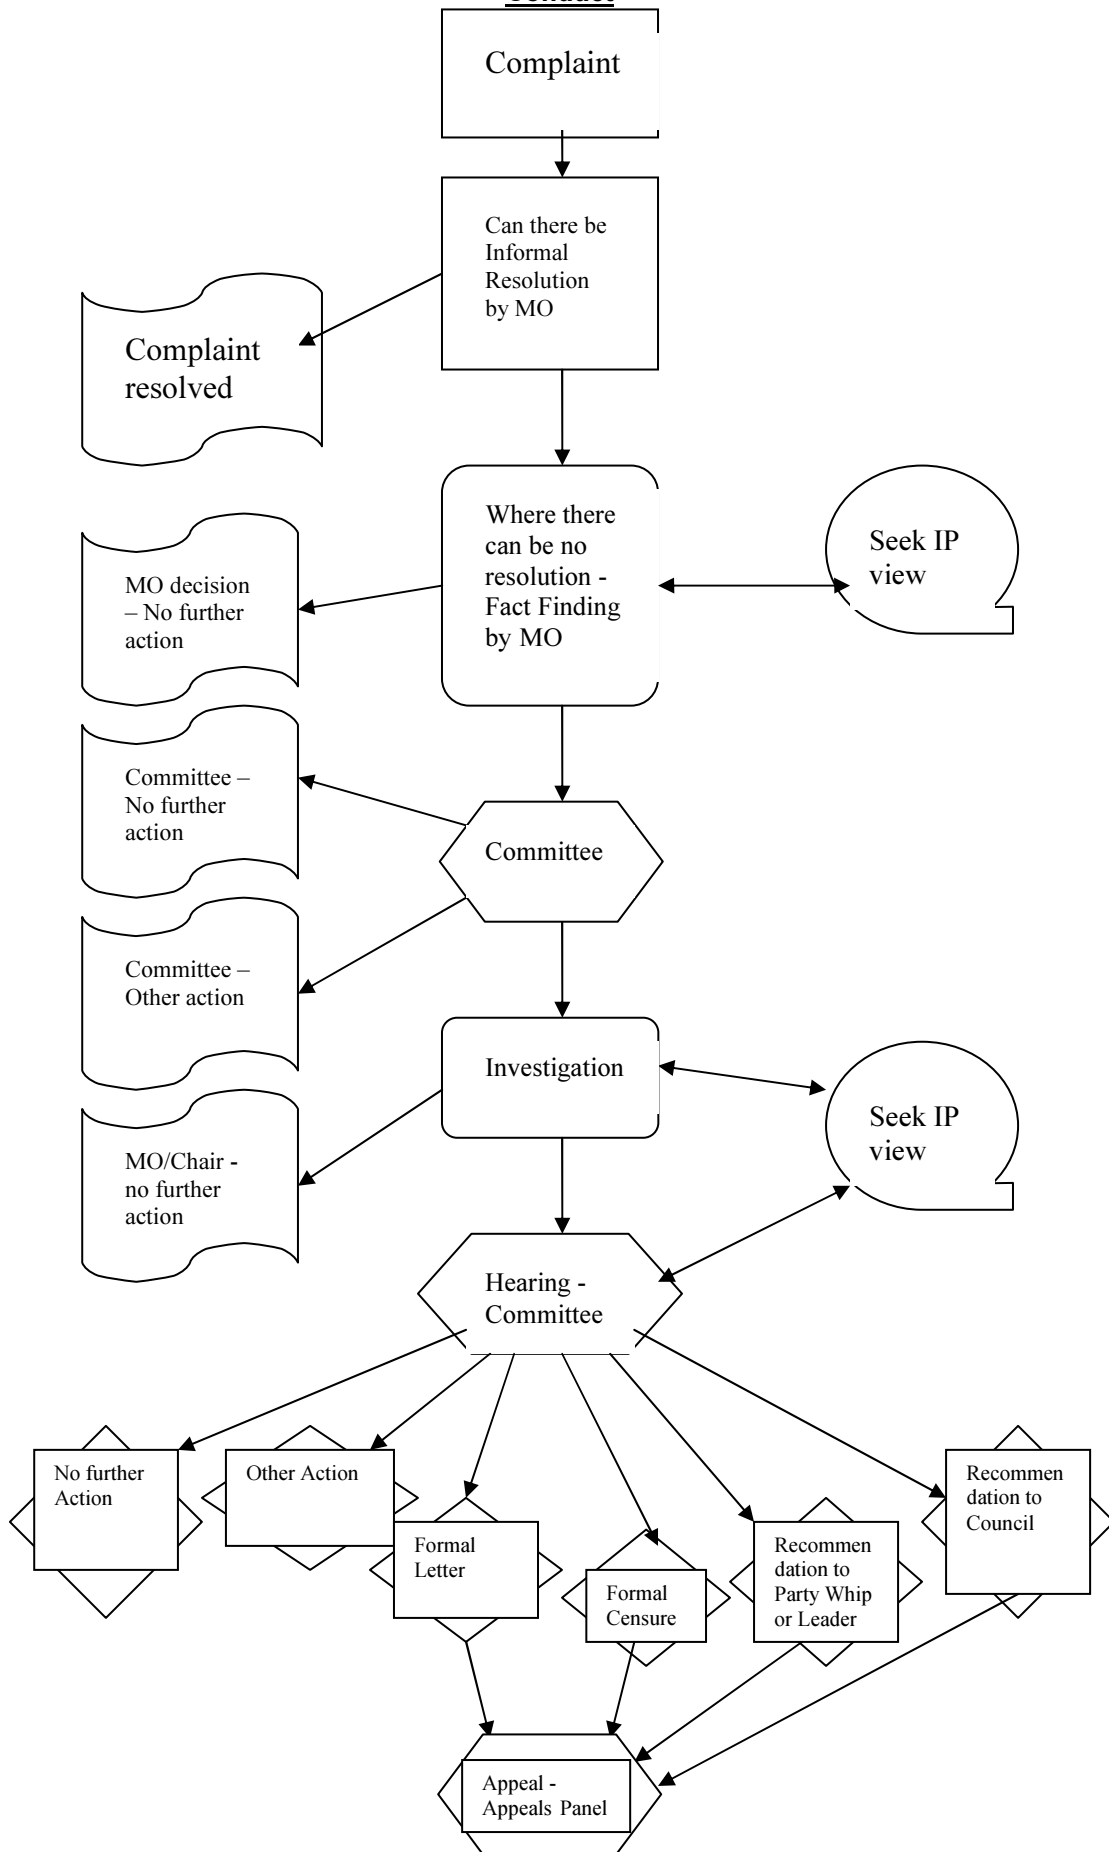 Conduct
Complaint
Can there be
Informal
Resolution
by MO
Complaint
resolved
Where there
can be no
resolution -
Fact Finding
by MO
Seek IP
view
MO decision
– No further
action
Committee –
No further
action
Committee
Committee –
Other action
Investigation
Seek IP
view
MO/Chair -
no further
action
Hearing -
Committee
No further
Action
Other Action
Formal
Letter
Formal
Censure
Recommen
dation to
Party Whip
or Leader
Recommen
dation to
Council
Appeal -
Appeals Panel